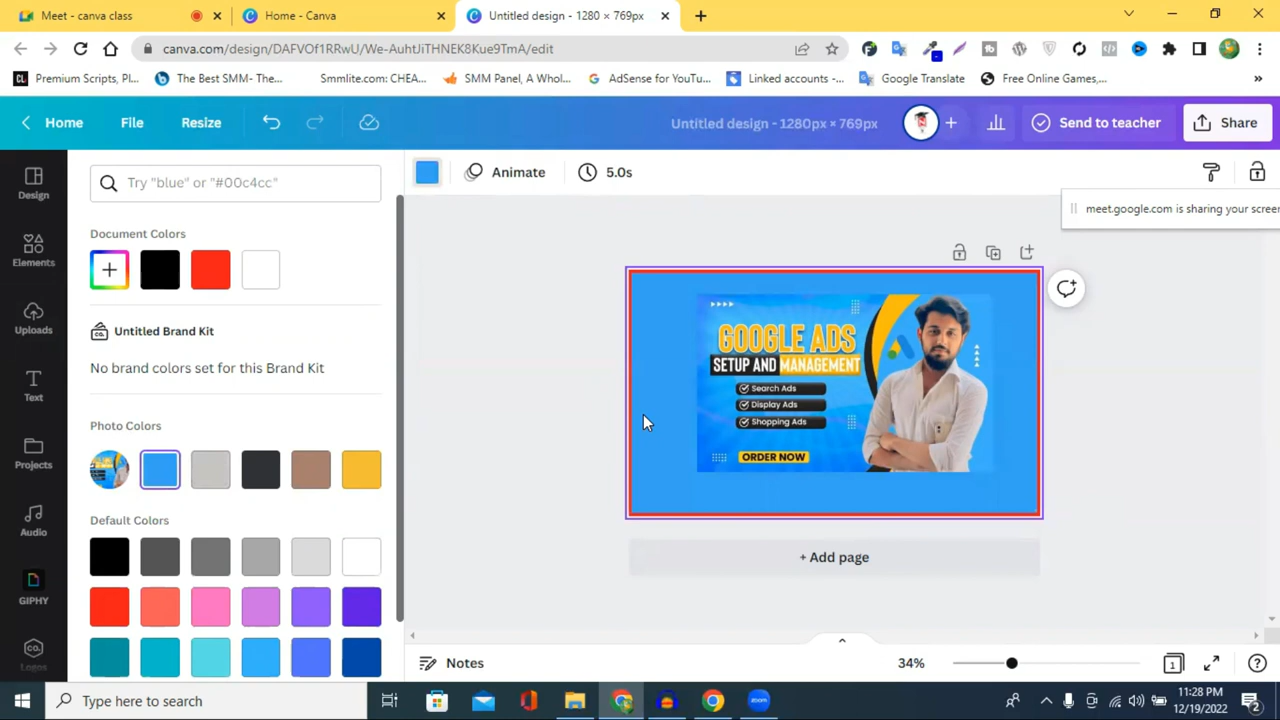 Meet - canva class
Home - Canva
Untitled design - 1280 × 769px
canva.com/design/DAFVOf1RRwU/We-AuhtJiTHNEK8Kue9TmA/edit
Premium Scripts, Pl...
The Best SMM- The...
Smmlite.com: CHEA...
SMM Panel, A Whol...
AdSense for YouTu...
Linked accounts -...
Google Translate
Free Online Games,...
Home
File
Resize
Untitled design - 1280px × 769px
Send to teacher
Share
Design
Elements
Uploads
Text
Projects
Audio
GIPHY
Logos
Try "blue" or "#00c4cc"
Document Colors
Untitled Brand Kit
No brand colors set for this Brand Kit
Photo Colors
Default Colors
Animate
5.0s
meet.google.com is sharing your screen
GOOGLE ADS
SETUP AND MANAGEMENT
Search Ads
Display Ads
Shopping Ads
ORDER NOW
+ Add page
Notes
34%
1
Type here to search
zoom
11:28 PM
12/19/2022
2